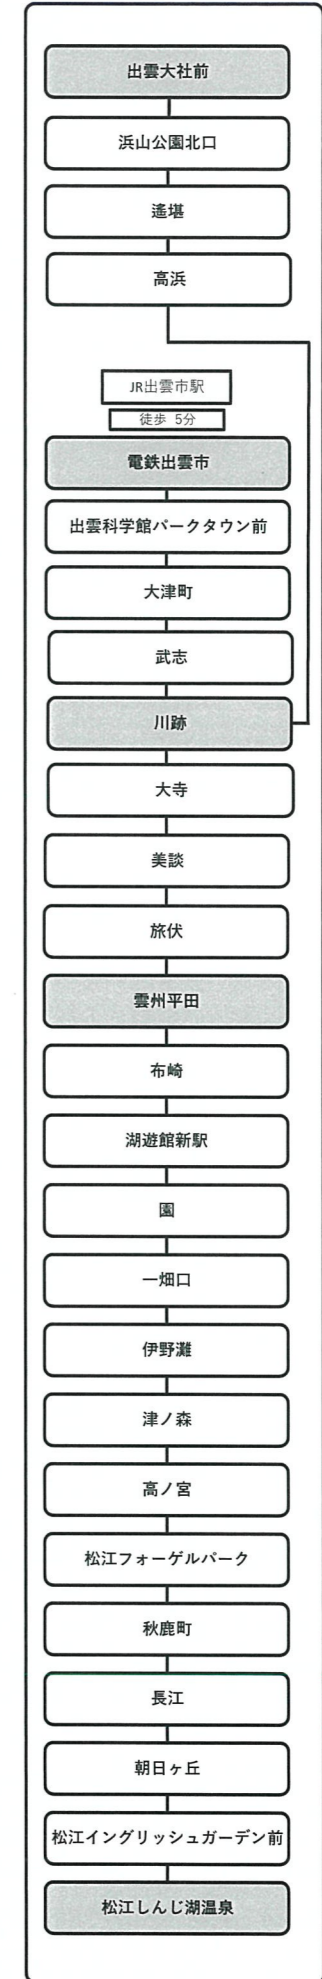 出雲大社前
浜山公園北口
遙堪
高浜
JR出雲市駅
徒歩 5分
電鉄出雲市
出雲科学館パークタウン前
大津町
武志
川跡
大寺
美談
旅伏
雲州平田
布崎
湖遊館新駅
園
一畑口
伊野灘
津ノ森
高ノ宮
松江フォーゲルパーク
秋鹿町
長江
朝日ヶ丘
松江イングリッシュガーデン前
松江しんじ湖温泉